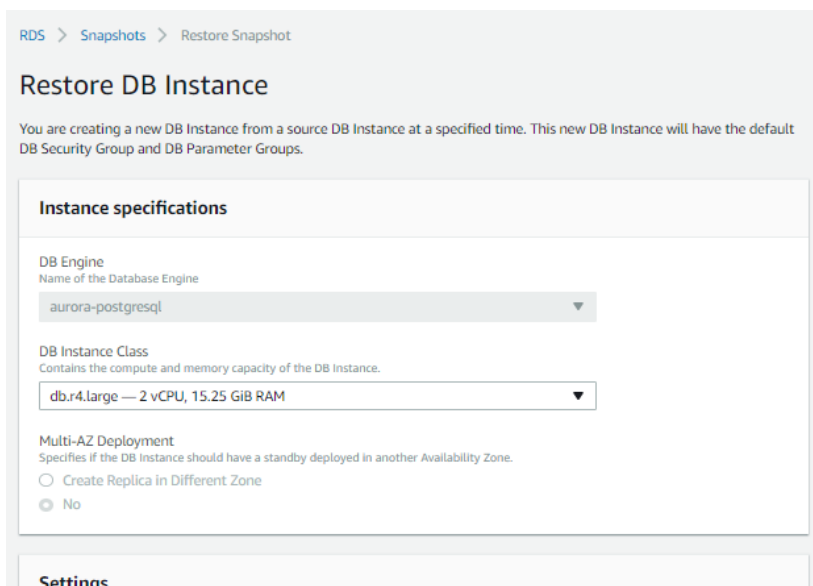 RDS > Snapshots > Restore Snapshot
Restore DB Instance
You are creating a new DB Instance from a source DB Instance at a specified time. This new DB Instance will have the default
DB Security Group and DB Parameter Groups.
Instance specifications
DB Engine
Name of the Database Engine
aurora-postgresql
DB Instance Class
Contains the compute and memory capacity of the DB Instance.
db.r4.large — 2 vCPU, 15.25 GiB RAM
Multi-AZ Deployment
Specifies if the DB Instance should have a standby deployed in another Availability Zone.
Create Replica in Different Zone
No
Settings